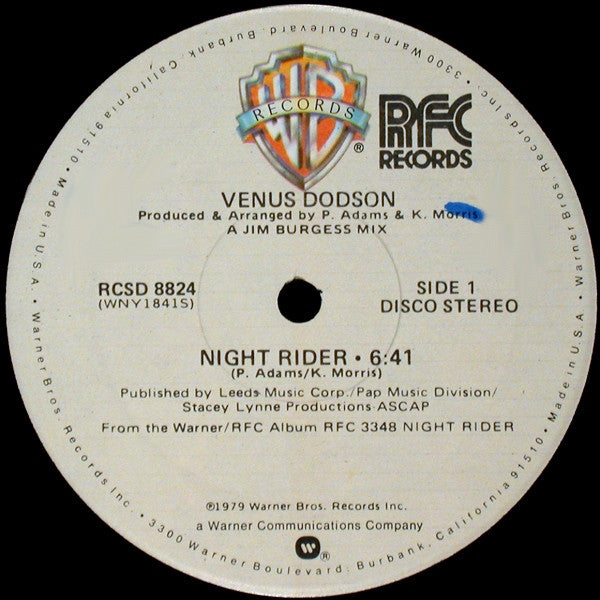 WB
RECORDS
®
RFC
RECORDS
VENUS DODSON
Produced & Arranged by P. Adams & K. Morris
A JIM BURGESS MIX
RCSD 8824
(WNY1841S)
SIDE 1
DISCO STEREO
NIGHT RIDER • 6:41
(P. Adams/K. Morris)
Published by Leeds Music Corp./Pap Music Division/
Stacey Lynne Productions-ASCAP
From the Warner/RFC Album RFC 3348 NIGHT RIDER
℗1979 Warner Bros. Records Inc.
a Warner Communications Company
W
®
• Warner Bros. Records Inc. • 3300 Warner Boulevard. Burbank, California 91510 • Made in U.S.A. • Warner Bros. Records Inc. • 3300 Warner Boulevard. Burbank, California 91510 • Made in U.S.A.